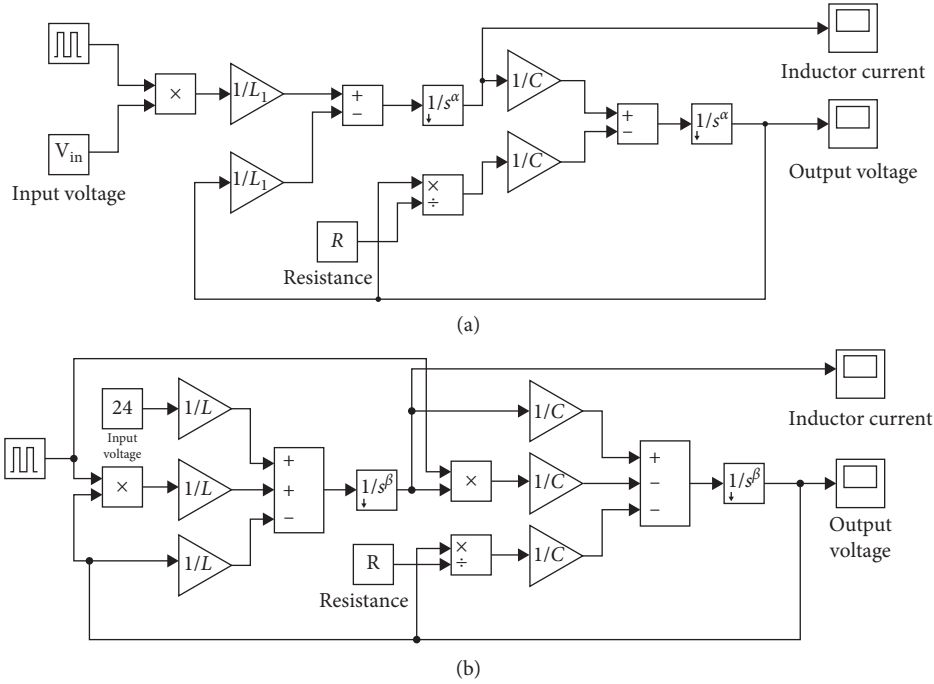 1/L₁
1/C
Inductor current
×
+
−
1/s^α
V_in
Input voltage
1/L₁
×
÷
1/C
+
−
1/s^α
Output voltage
R
Resistance
(a)
24
Input
voltage
1/L
1/C
Inductor current
×
1/L
+
+
−
1/s^β
×
1/C
+
−
−
1/s^β
Output
voltage
1/L
R
Resistance
×
÷
1/C
(b)